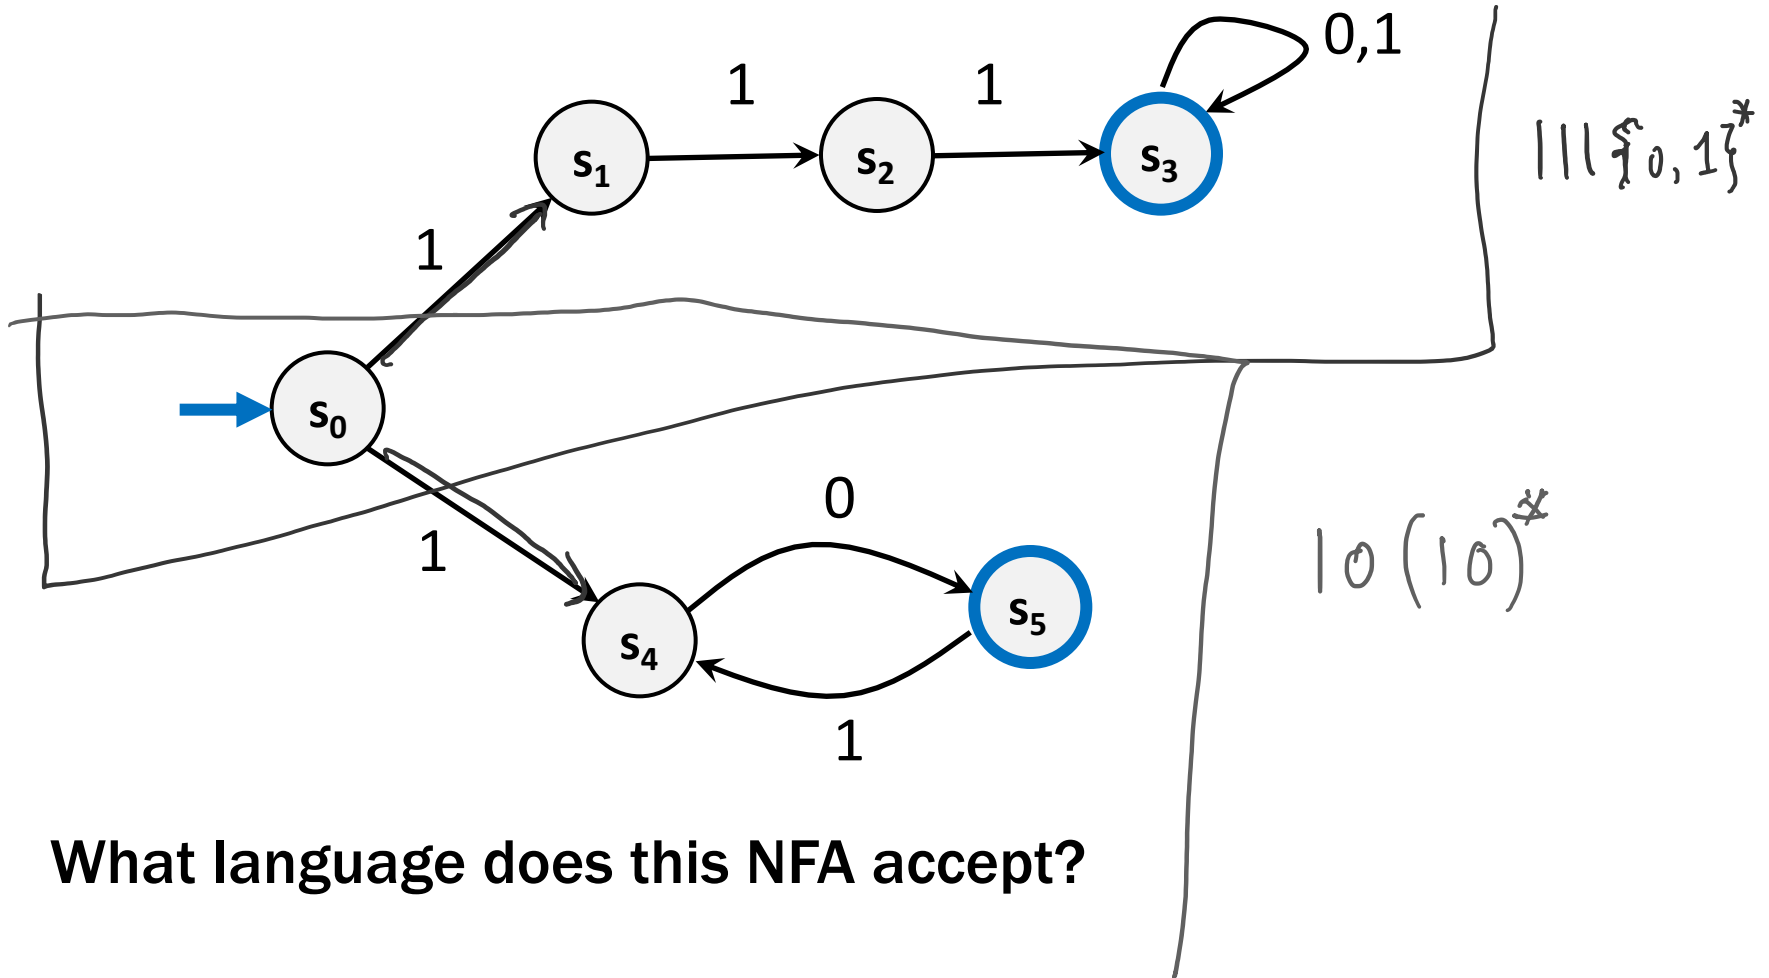 0,1
1
1
s₁
s₂
s₃
111{0,1}*
1
s₀
0
1
10(10)*
s₄
s₅
1
What language does this NFA accept?